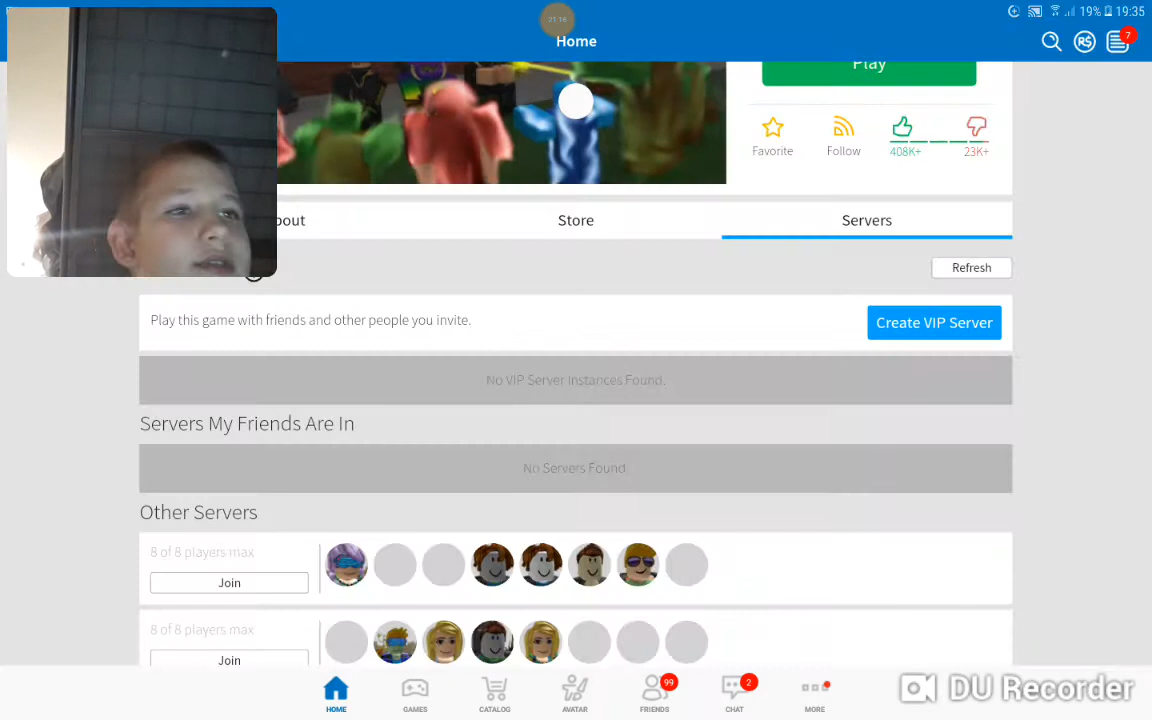 21:16
19% 19:35
Home
7
Play
Favorite
Follow
408K+
23K+
bout
Store
Servers
Refresh
Play this game with friends and other people you invite.
Create VIP Server
No VIP Server Instances Found.
Servers My Friends Are In
No Servers Found
Other Servers
8 of 8 players max
Join
8 of 8 players max
Join
99
2
HOME
GAMES
CATALOG
AVATAR
FRIENDS
CHAT
MORE
DU Recorder